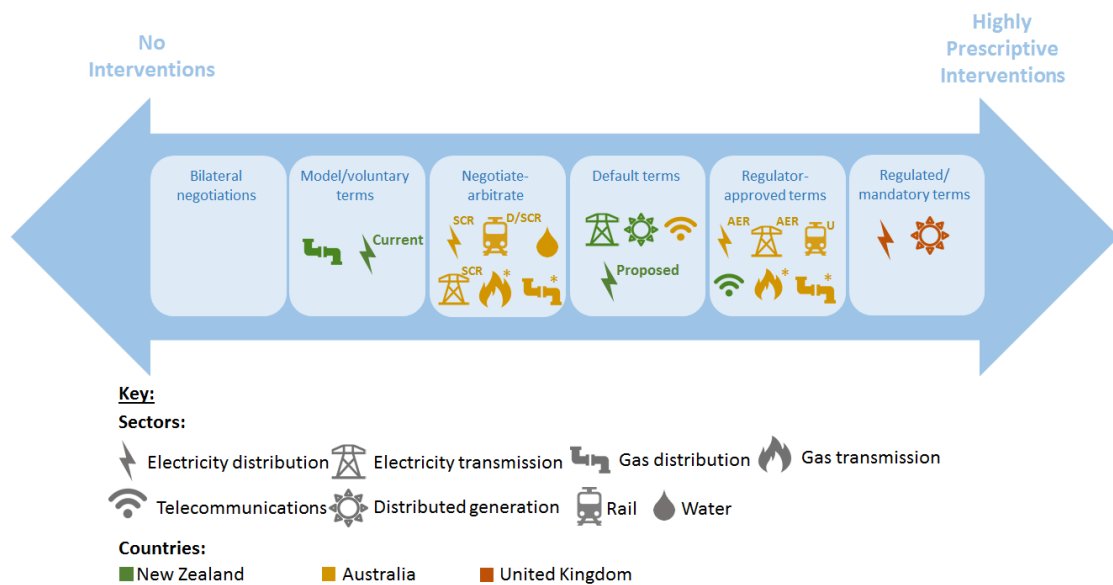 No
Interventions
Highly
Prescriptive
Interventions
Bilateral
negotiations
Model/voluntary
terms
Current
Negotiate-
arbitrate
SCR
D/SCR
SCR
*
*
Default terms
Proposed
Regulator-
approved terms
AER
AER
U
*
*
Regulated/
mandatory terms
Key:
Sectors:
Electricity distribution
Electricity transmission
Gas distribution
Gas transmission
Telecommunications
Distributed generation
Rail
Water
Countries:
New Zealand
Australia
United Kingdom